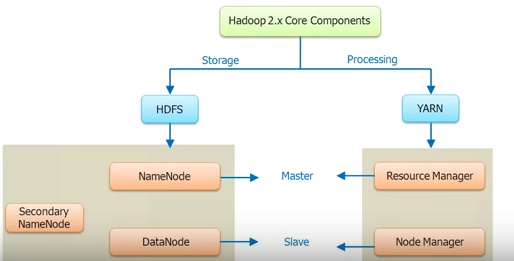 Hadoop 2.x Core Components
Storage
Processing
HDFS
YARN
NameNode
Master
Resource Manager
Secondary
NameNode
DataNode
Slave
Node Manager